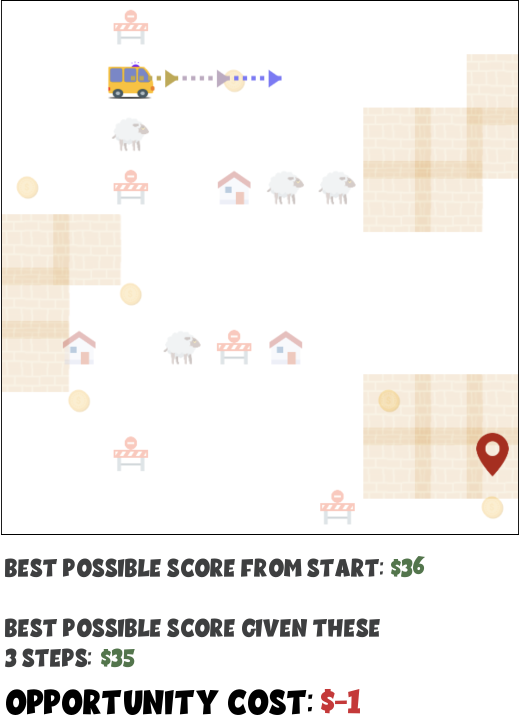 BEST POSSIBLE SCORE FROM START: $36
BEST POSSIBLE SCORE GIVEN THESE
3 STEPS: $35
OPPORTUNITY COST: $-1